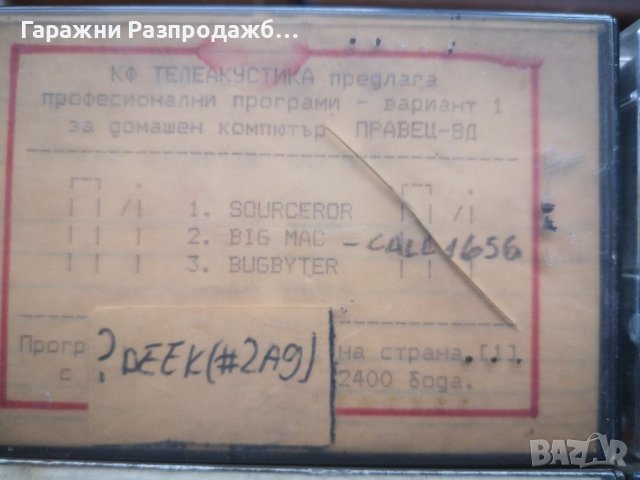 Гаражни Разпродажб...
КФ ТЕЛЕАКУСТИКА предлага
професионални програми - вариант 1
за домашен компютър ПРАВЕЦ-8Д
1. SOURCEROR
2. BIG MAC - CALL 1656
3. BUGBYTER
Прогр на страна [1].
? DEEK(#2A9)
с 2400 бода.
BAZAR